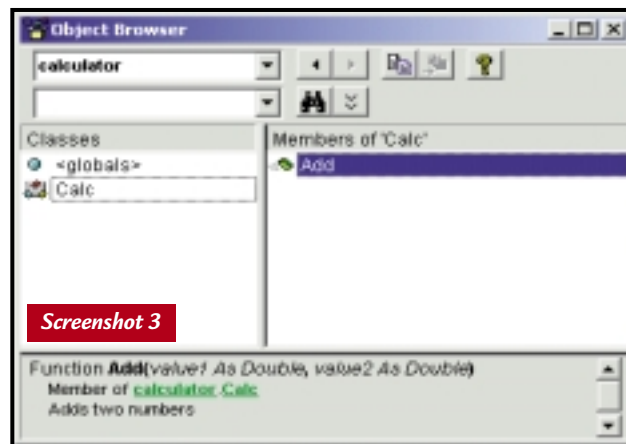 Object Browser
calculator
Classes
Members of 'Calc'
<globals>
Add
Calc
Screenshot 3
Function Add(value1 As Double, value2 As Double)
Member of calculator.Calc
Adds two numbers